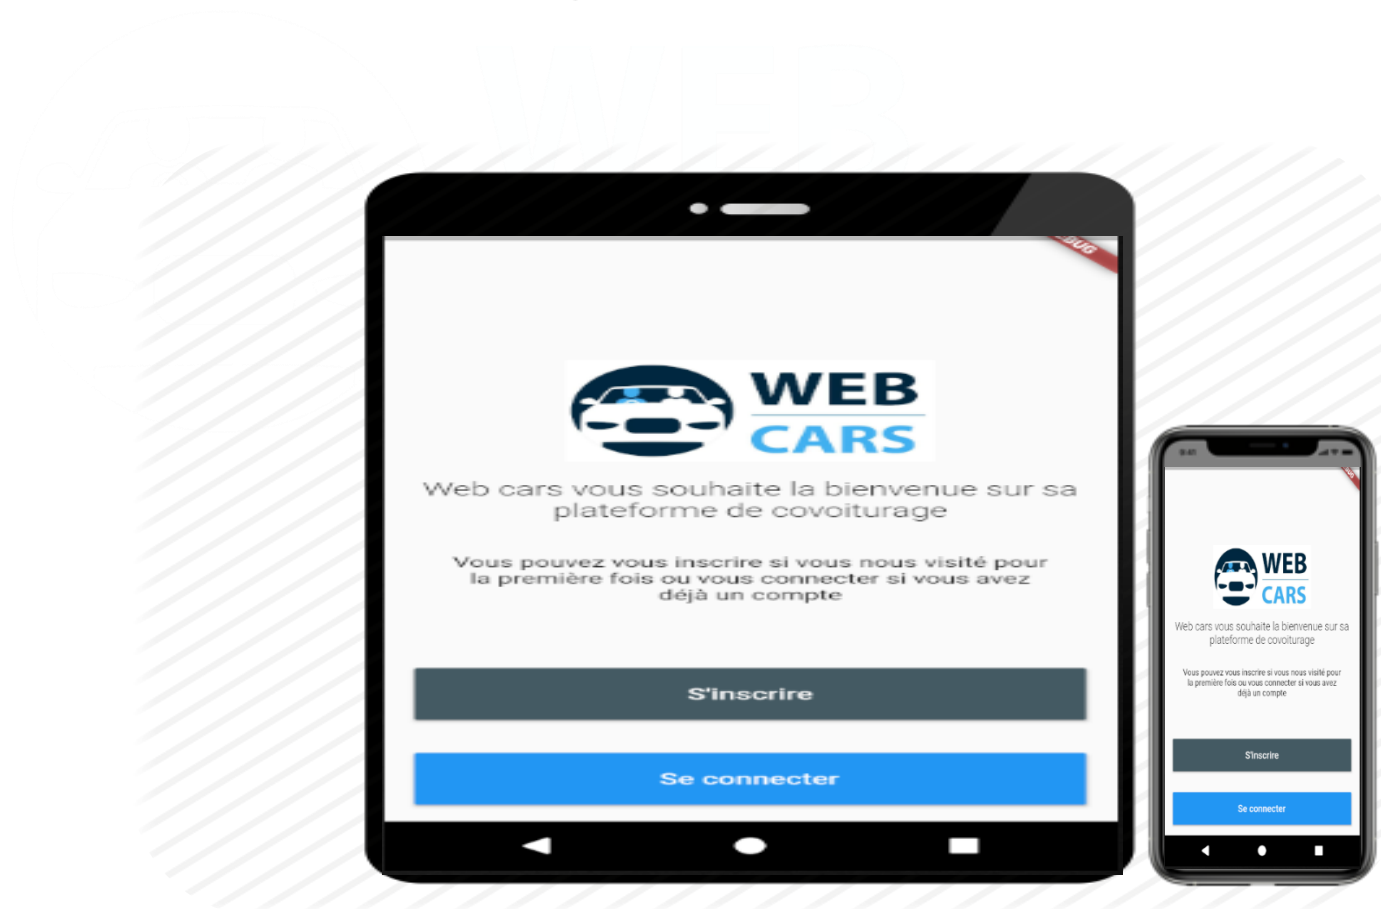 BUG
WEB
CARS
Web cars vous souhaite la bienvenue sur sa
plateforme de covoiturage
Vous pouvez vous inscrire si vous nous visité pour
la première fois ou vous connecter si vous avez
déjà un compte
S'inscrire
Se connecter
9:41
WEB
CARS
Web cars vous souhaite la bienvenue sur sa
plateforme de covoiturage
Vous pouvez vous inscrire si vous nous visité pour
la première fois ou vous connecter si vous avez
déjà un compte
S'inscrire
Se connecter